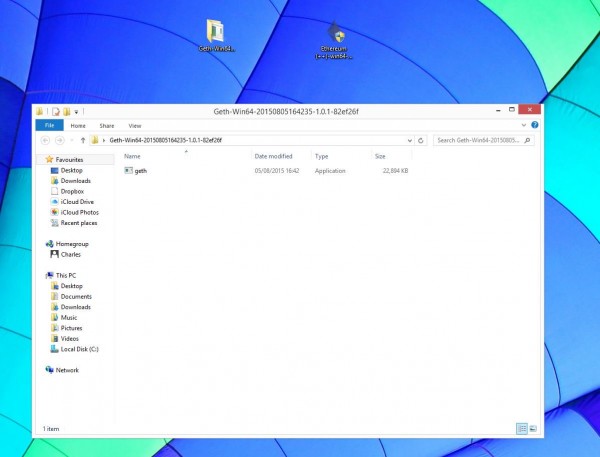 Geth-Win64...
Ethereum
(++)-win64-...
Geth-Win64-20150805164235-1.0.1-82ef26f
File Home Share View
Geth-Win64-20150805164235-1.0.1-82ef26f
Search Geth-Win64-20150805...
Name Date modified Type Size
geth 05/08/2015 16:42 Application 22,884 KB
Favourites
Desktop
Downloads
Dropbox
iCloud Drive
iCloud Photos
Recent places
Homegroup
Charles
This PC
Desktop
Documents
Downloads
Music
Pictures
Videos
Local Disk (C:)
Network
1 item